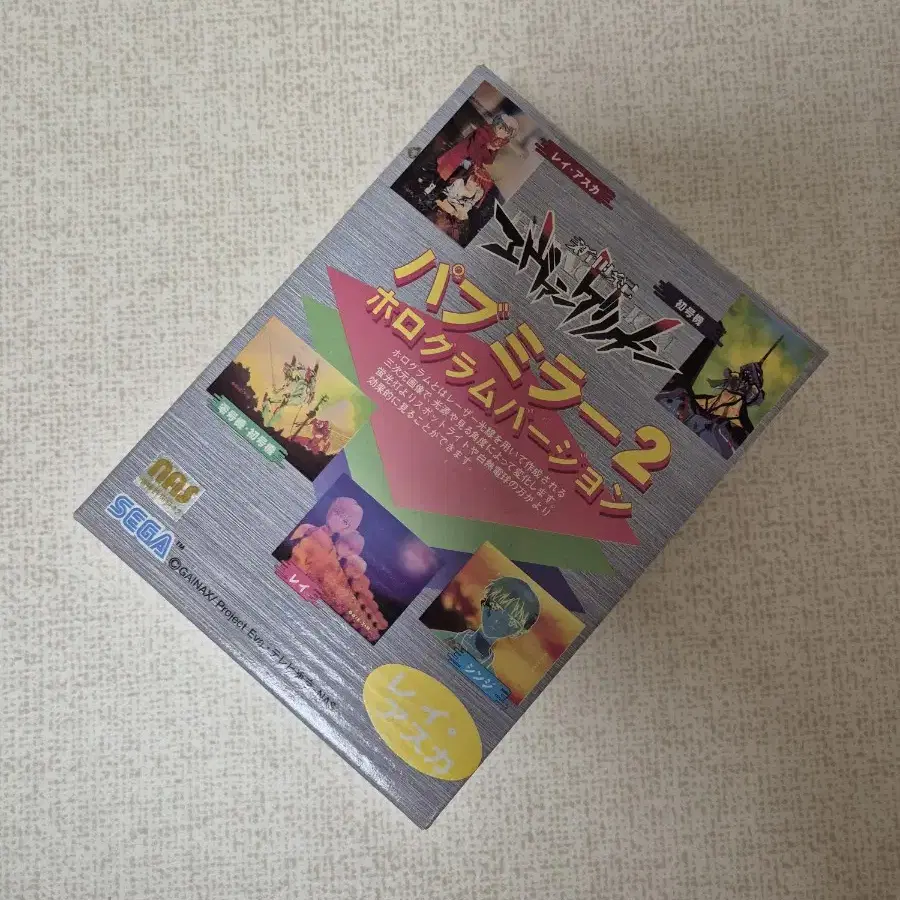 レイ・アスカ
新世紀
エヴァンゲリオン
初号機
パブミラー2
ホログラムバージョン
ホログラムとはレーザー光線を用いて作成される
三次元画像で、光源や見る角度によって変化します。
蛍光灯よりスポットライトや白熱電球の方がより
効果的に見ることができます。
零号機・初号機
NAS
SEGA™
レイ
シンジ
©GAINAX/Project Eva.・テレビ東京・NAS
レイ・
アスカ